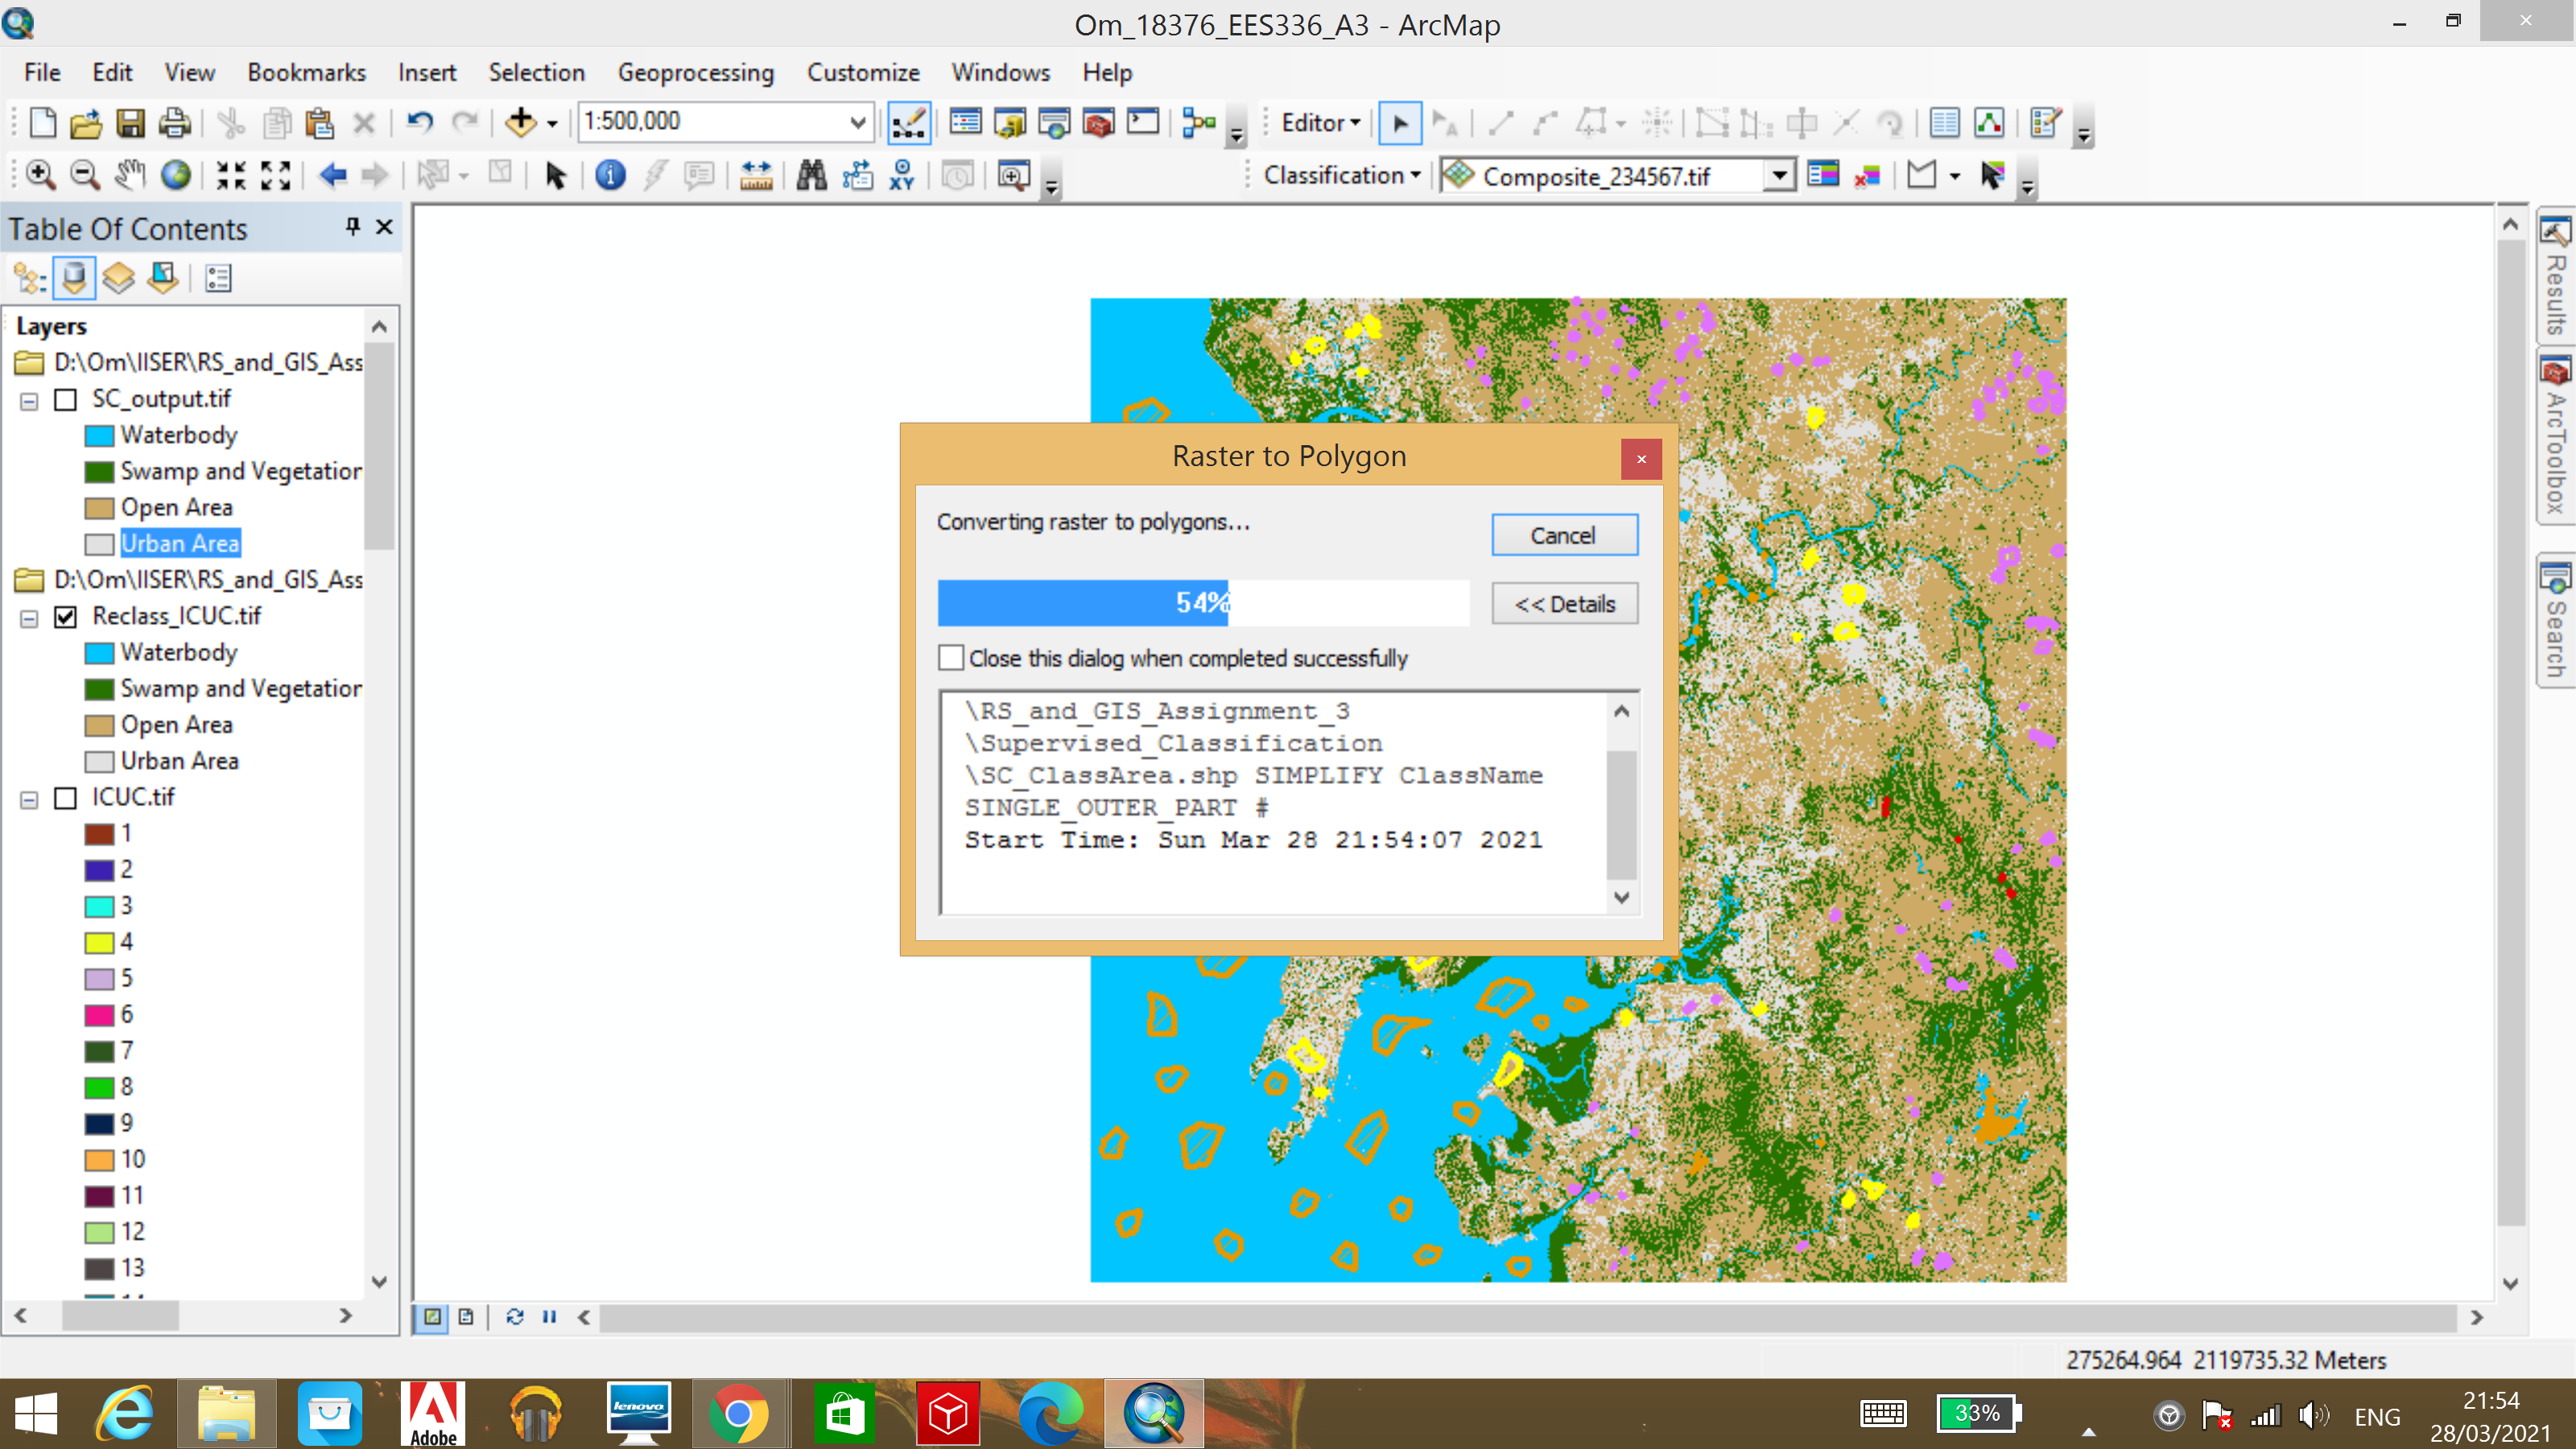 Om_18376_EES336_A3 - ArcMap
File Edit View Bookmarks Insert Selection Geoprocessing Customize Windows Help
1:500,000
Editor
XY
Classification
Composite_234567.tif
Table Of Contents
Layers
D:\Om\IISER\RS_and_GIS_Ass
SC_output.tif
Waterbody
Swamp and Vegetation
Open Area
Urban Area
D:\Om\IISER\RS_and_GIS_Ass
Reclass_ICUC.tif
Waterbody
Swamp and Vegetation
Open Area
Urban Area
ICUC.tif
1
2
3
4
5
6
7
8
9
10
11
12
13
Raster to Polygon
Converting raster to polygons...
Cancel
54%
<< Details
Close this dialog when completed successfully
\RS_and_GIS_Assignment_3
\Supervised_Classification
\SC_ClassArea.shp SIMPLIFY ClassName
SINGLE_OUTER_PART #
Start Time: Sun Mar 28 21:54:07 2021
Results
ArcToolbox
Search
275264.964 2119735.32 Meters
Adobe
lenovo
33%
ENG
21:54
28/03/2021